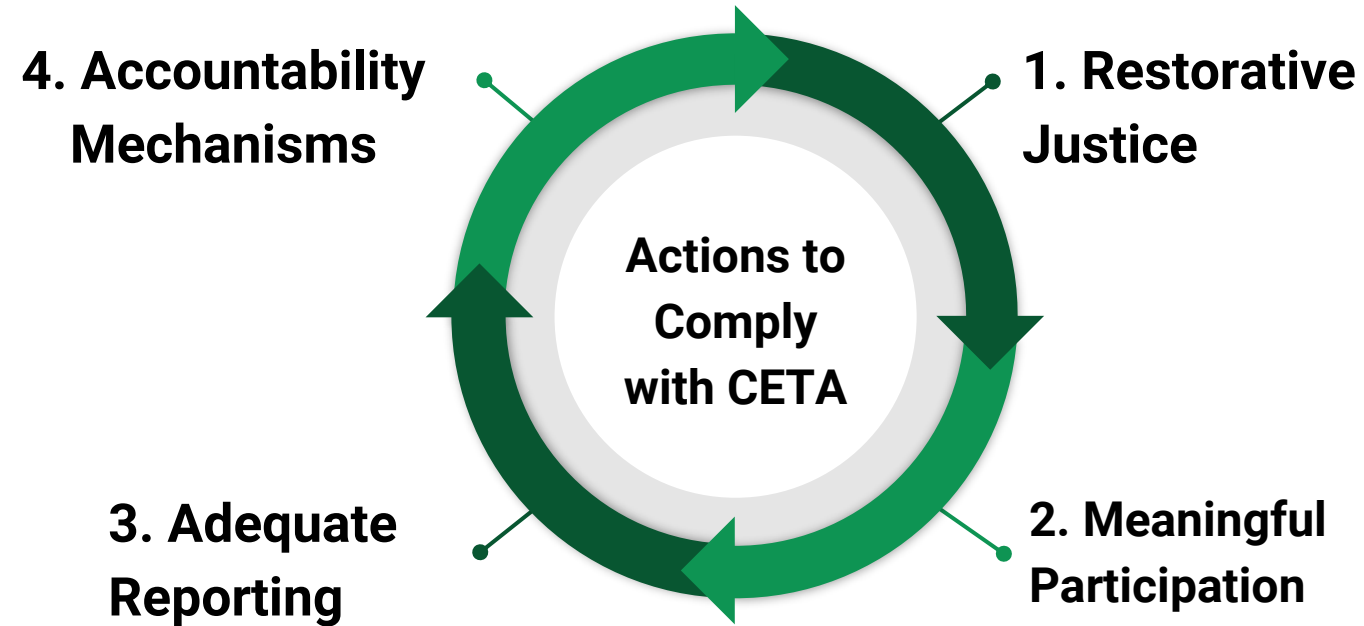 4. Accountability
Mechanisms
1. Restorative
Justice
Actions to
Comply
with CETA
3. Adequate
Reporting
2. Meaningful
Participation